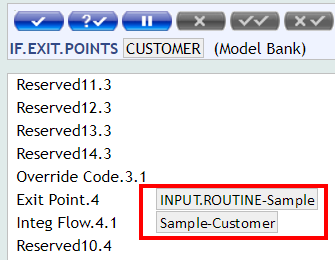 IF.EXIT.POINTS CUSTOMER (Model Bank)
Reserved11.3
Reserved12.3
Reserved13.3
Reserved14.3
Override Code.3.1
Exit Point.4 INPUT.ROUTINE-Sample
Integ Flow.4.1 Sample-Customer
Reserved10.4